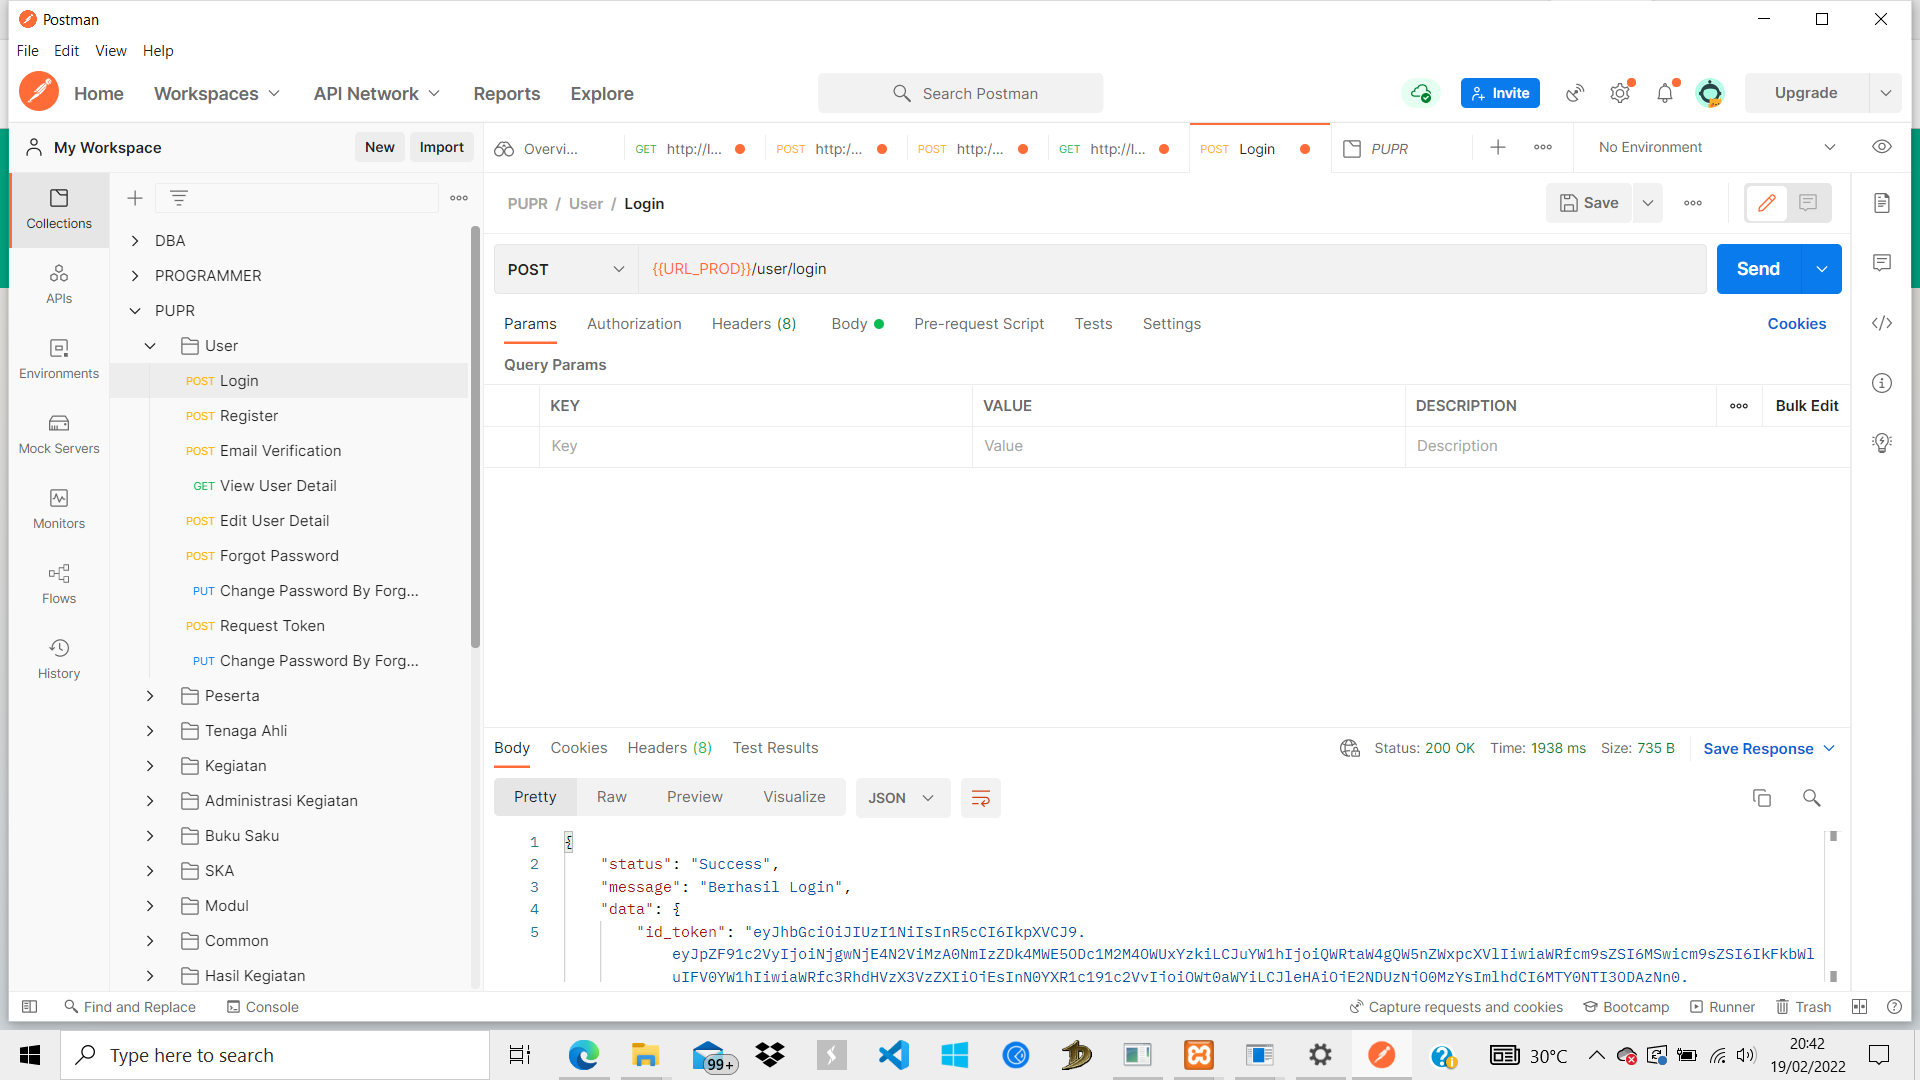 Postman
File Edit View Help
Home Workspaces API Network Reports Explore Search Postman Invite Upgrade
My Workspace New Import
Overvi... GET http://l... POST http:/... POST http:/... GET http://l... POST Login PUPR No Environment
Collections
APIs
Environments
Mock Servers
Monitors
Flows
History
DBA
PROGRAMMER
PUPR
User
POST Login
POST Register
POST Email Verification
GET View User Detail
POST Edit User Detail
POST Forgot Password
PUT Change Password By Forg...
POST Request Token
PUT Change Password By Forg...
Peserta
Tenaga Ahli
Kegiatan
Administrasi Kegiatan
Buku Saku
SKA
Modul
Common
Hasil Kegiatan
PUPR / User / Login Save
POST {{URL_PROD}}/user/login Send
Params Authorization Headers (8) Body Pre-request Script Tests Settings Cookies
Query Params
KEY VALUE DESCRIPTION Bulk Edit
Key Value Description
Body Cookies Headers (8) Test Results Status: 200 OK Time: 1938 ms Size: 735 B Save Response
Pretty Raw Preview Visualize JSON
1 {
2 "status": "Success",
3 "message": "Berhasil Login",
4 "data": {
5 "id_token":
Find and Replace Console Capture requests and cookies Bootcamp Runner Trash
Type here to search 99+ 30°C 20:42
19/02/2022